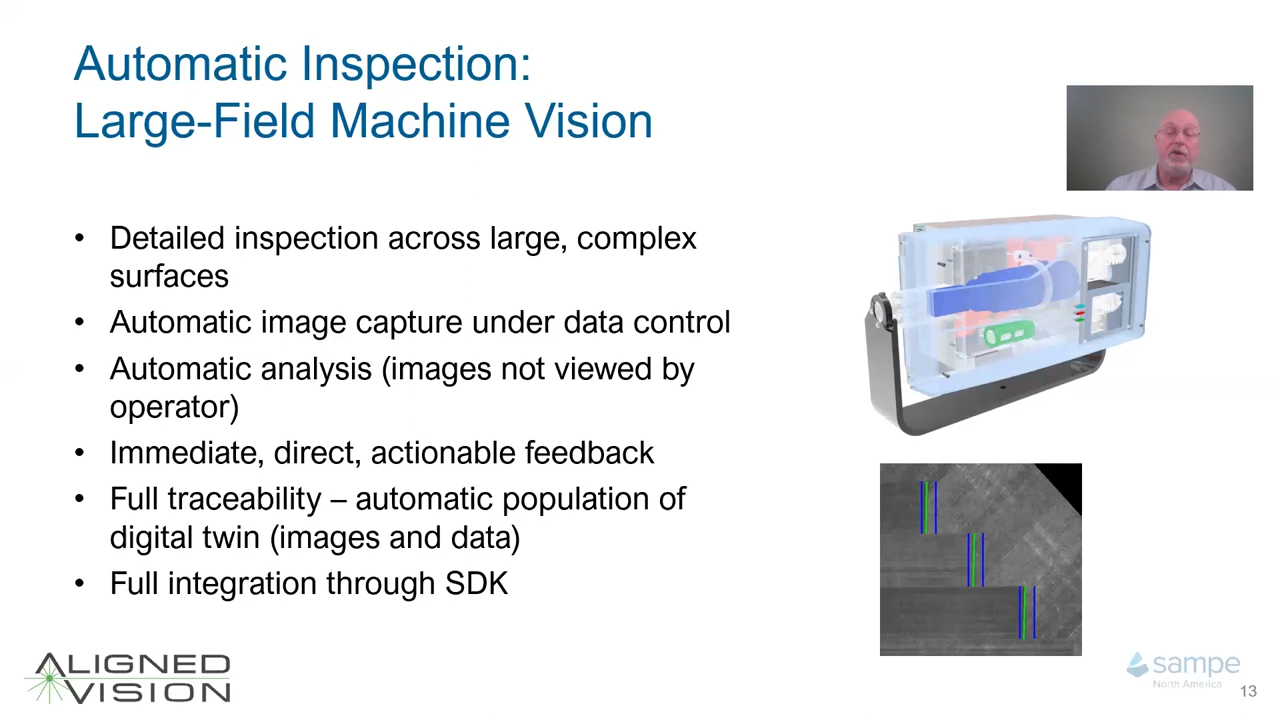 Automatic Inspection:
Large-Field Machine Vision
• Detailed inspection across large, complex
surfaces
• Automatic image capture under data control
• Automatic analysis (images not viewed by
operator)
• Immediate, direct, actionable feedback
• Full traceability – automatic population of
digital twin (images and data)
• Full integration through SDK
ALIGNED
VISION
sampe
North America
13